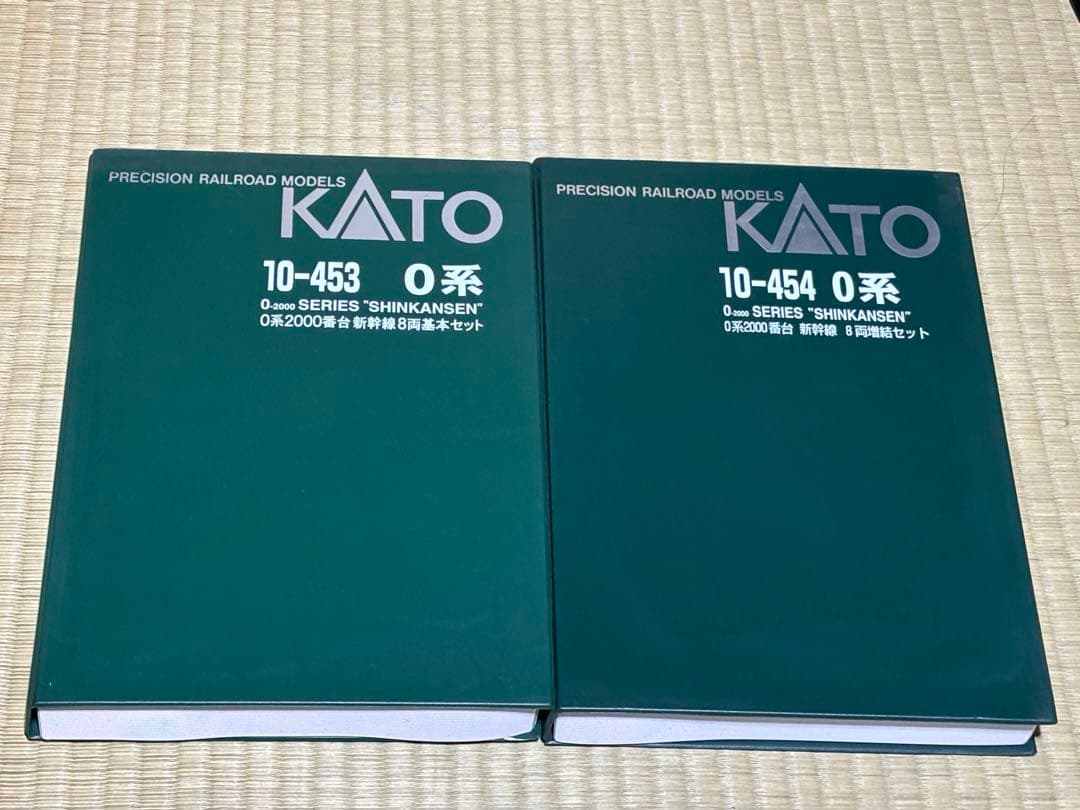 PRECISION RAILROAD MODELS
KATO
10-453 0系
0-2000 SERIES "SHINKANSEN"
0系2000番台 新幹線8両基本セット
PRECISION RAILROAD MODELS
KATO
10-454 0系
0-2000 SERIES "SHINKANSEN"
0系2000番台 新幹線 8両増結セット